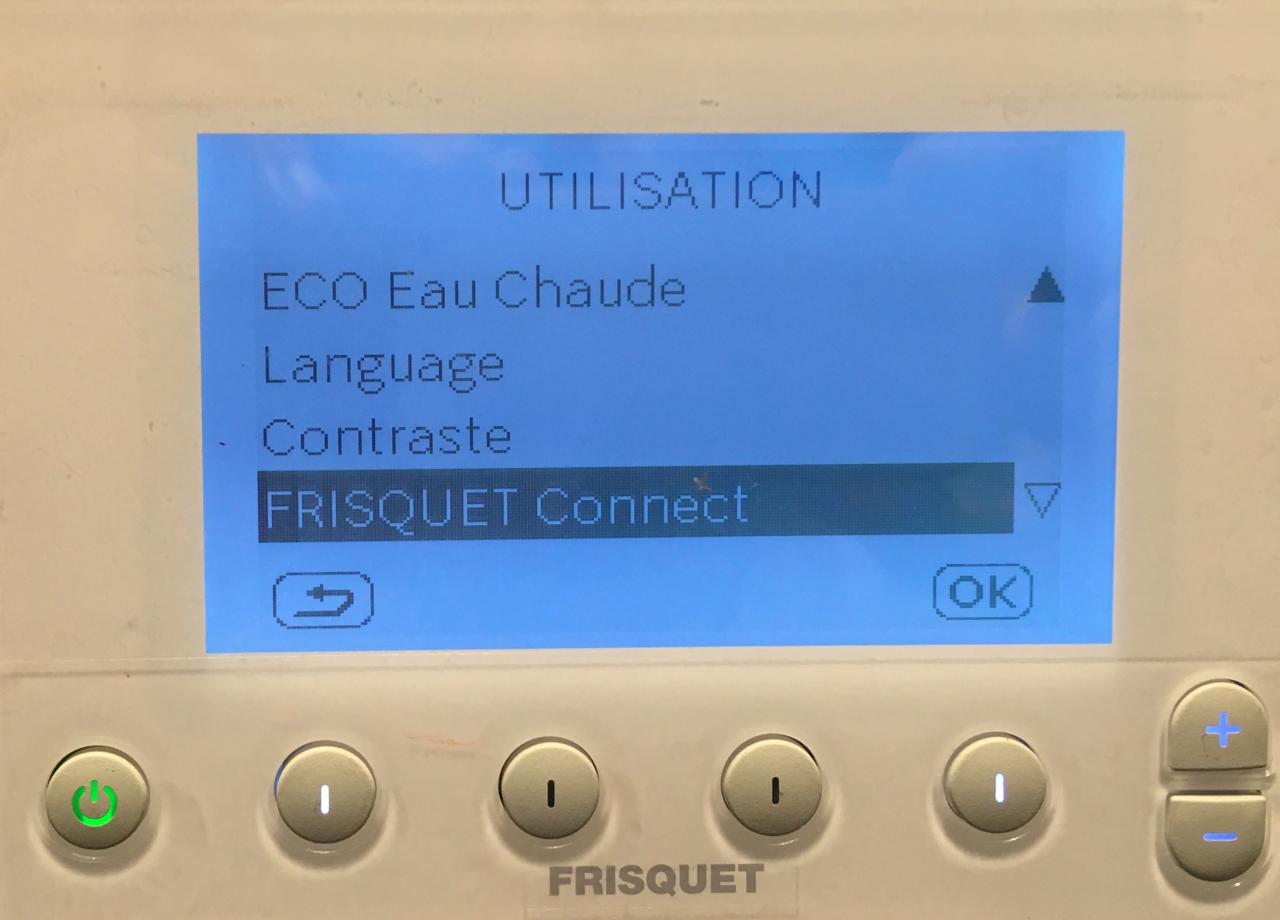 UTILISATION
ECO Eau Chaude
Language
Contraste
FRISQUET Connect
OK
FRISQUET